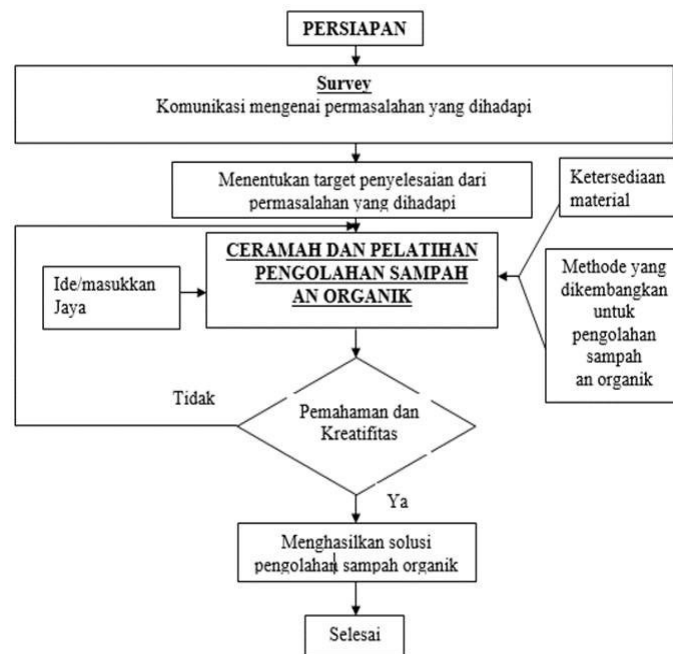 PERSIAPAN
Survey
Komunikasi mengenai permasalahan yang dihadapi
Menentukan target penyelesaian dari
permasalahan yang dihadapi
Ketersediaan
material
CERAMAH DAN PELATIHAN
PENGOLAHAN SAMPAH
AN ORGANIK
Ide/masukkan
Jaya
Methode yang
dikembangkan
untuk
pengolahan
sampah
an organik
Tidak
Pemahaman dan
Kreatifitas
Ya
Menghasilkan solusi
pengolahan sampah organik
Selesai